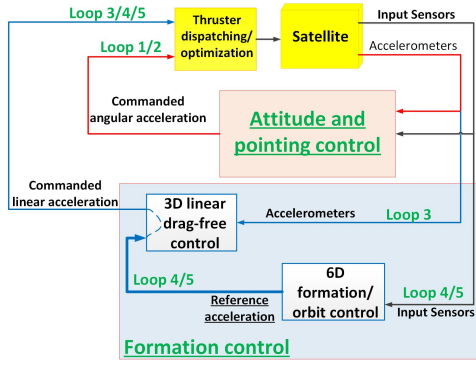 Loop 3/4/5
Thruster
dispatching/
optimization
Satellite
Input Sensors
Accelerometers
Loop 1/2
Commanded
angular acceleration
Attitude and
pointing control
Commanded
linear acceleration
3D linear
drag-free
control
Accelerometers
Loop 3
Loop 4/5
Reference
acceleration
6D
formation/
orbit control
Loop 4/5
Input Sensors
Formation control